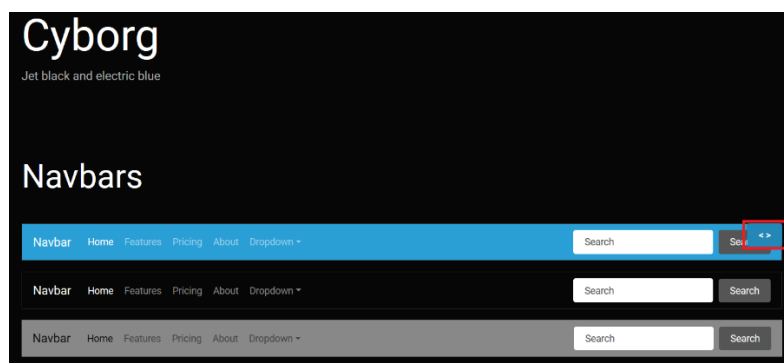 Cyborg
Jet black and electric blue
Navbars
Navbar Home Features Pricing About Dropdown Search Sear < >
Navbar Home Features Pricing About Dropdown Search Search
Navbar Home Features Pricing About Dropdown Search Search